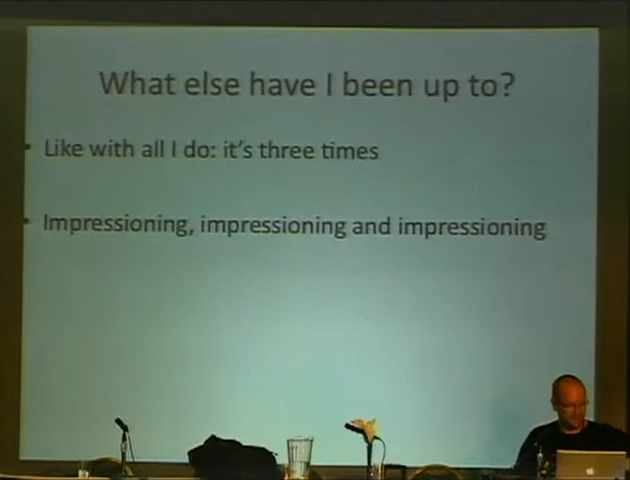 What else have I been up to?
• Like with all I do: it's three times
• Impressioning, impressioning and impressioning